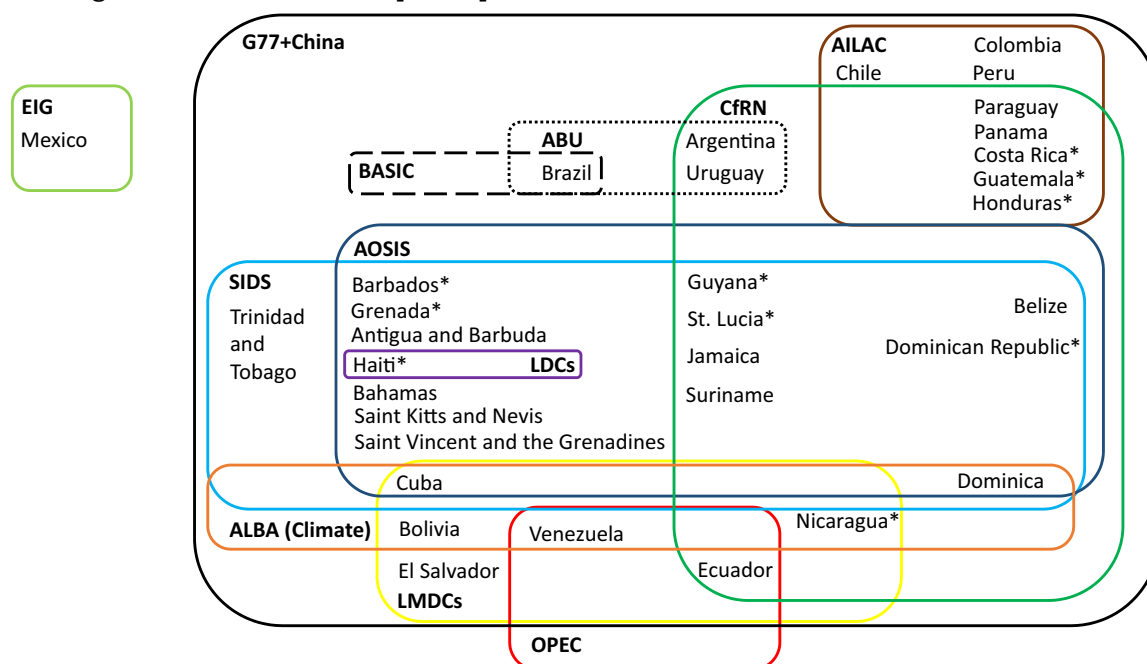 G77+China
AILAC
Colombia
Chile
Peru
EIG
Mexico
CfRN
Paraguay
Panama
Costa Rica*
Guatemala*
Honduras*
ABU
Argentina
BASIC
Brazil
Uruguay
AOSIS
SIDS
Trinidad
and
Tobago
Barbados*
Grenada*
Antigua and Barbuda
Haiti*
LDCs
Bahamas
Saint Kitts and Nevis
Saint Vincent and the Grenadines
Guyana*
St. Lucia*
Jamaica
Suriname
Belize
Dominican Republic*
Cuba
Dominica
ALBA (Climate)
Bolivia
Venezuela
Nicaragua*
El Salvador
Ecuador
LMDCs
OPEC